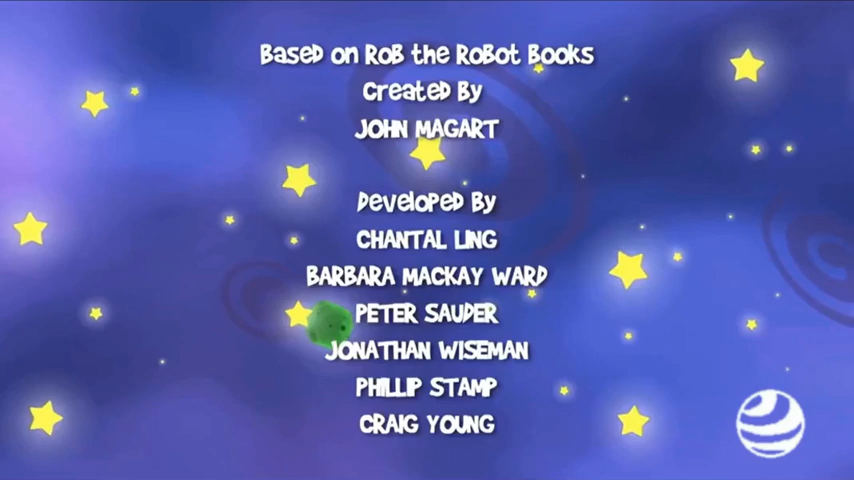 Based on Rob the Robot Books
Created By
JOHN MAGART
Developed By
CHANTAL LING
BARBARA MACKAY WARD
PETER SAUDER
JONATHAN WISEMAN
PHILLIP STAMP
CRAIG YOUNG